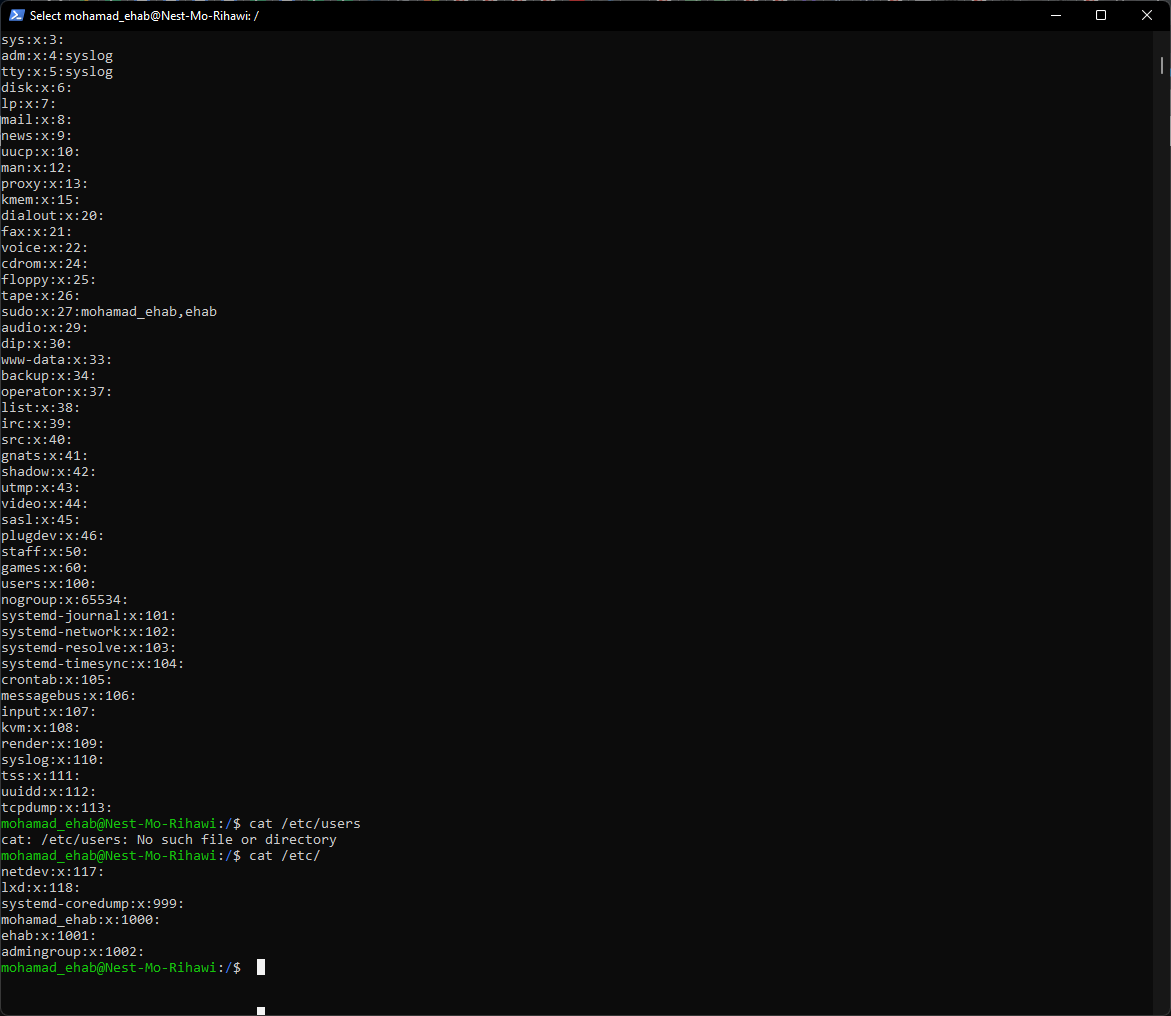 Select mohamad_ehab@Nest-Mo-Rihawi: /
sys:x:3:
adm:x:4:syslog
tty:x:5:syslog
disk:x:6:
lp:x:7:
mail:x:8:
news:x:9:
uucp:x:10:
man:x:12:
proxy:x:13:
kmem:x:15:
dialout:x:20:
fax:x:21:
voice:x:22:
cdrom:x:24:
floppy:x:25:
tape:x:26:
sudo:x:27:mohamad_ehab,ehab
audio:x:29:
dip:x:30:
www-data:x:33:
backup:x:34:
operator:x:37:
list:x:38:
irc:x:39:
src:x:40:
gnats:x:41:
shadow:x:42:
utmp:x:43:
video:x:44:
sasl:x:45:
plugdev:x:46:
staff:x:50:
games:x:60:
users:x:100:
nogroup:x:65534:
systemd-journal:x:101:
systemd-network:x:102:
systemd-resolve:x:103:
systemd-timesync:x:104:
crontab:x:105:
messagebus:x:106:
input:x:107:
kvm:x:108:
render:x:109:
syslog:x:110:
tss:x:111:
uuidd:x:112:
tcpdump:x:113:
mohamad_ehab@Nest-Mo-Rihawi:/$ cat /etc/users
cat: /etc/users: No such file or directory
mohamad_ehab@Nest-Mo-Rihawi:/$ cat /etc/
netdev:x:117:
lxd:x:118:
systemd-coredump:x:999:
mohamad_ehab:x:1000:
ehab:x:1001:
admingroup:x:1002:
mohamad_ehab@Nest-Mo-Rihawi:/$